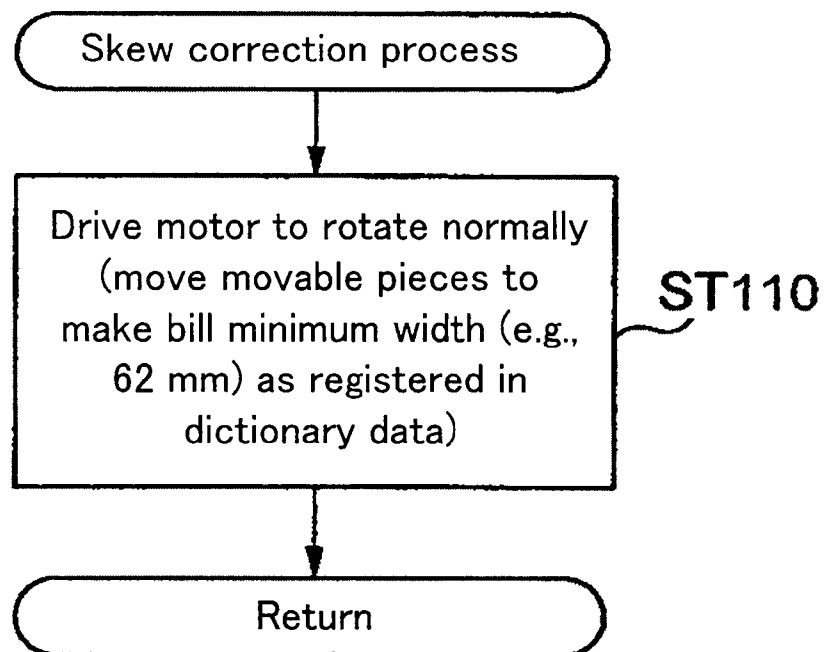 Skew correction process
Drive motor to rotate normally
(move movable pieces to
make bill minimum width (e.g.,
62 mm) as registered in
dictionary data)
ST110
Return